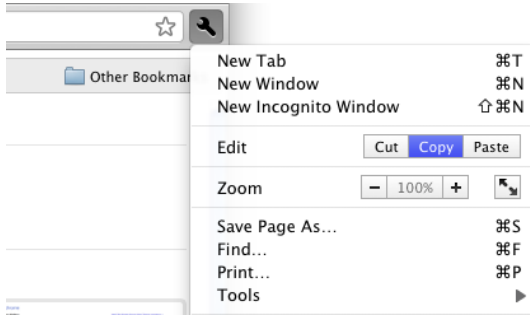 Other Bookma
New Tab ⌘T
New Window ⌘N
New Incognito Window ⇧⌘N
Edit Cut Copy Paste
Zoom − 100% +
Save Page As... ⌘S
Find... ⌘F
Print... ⌘P
Tools